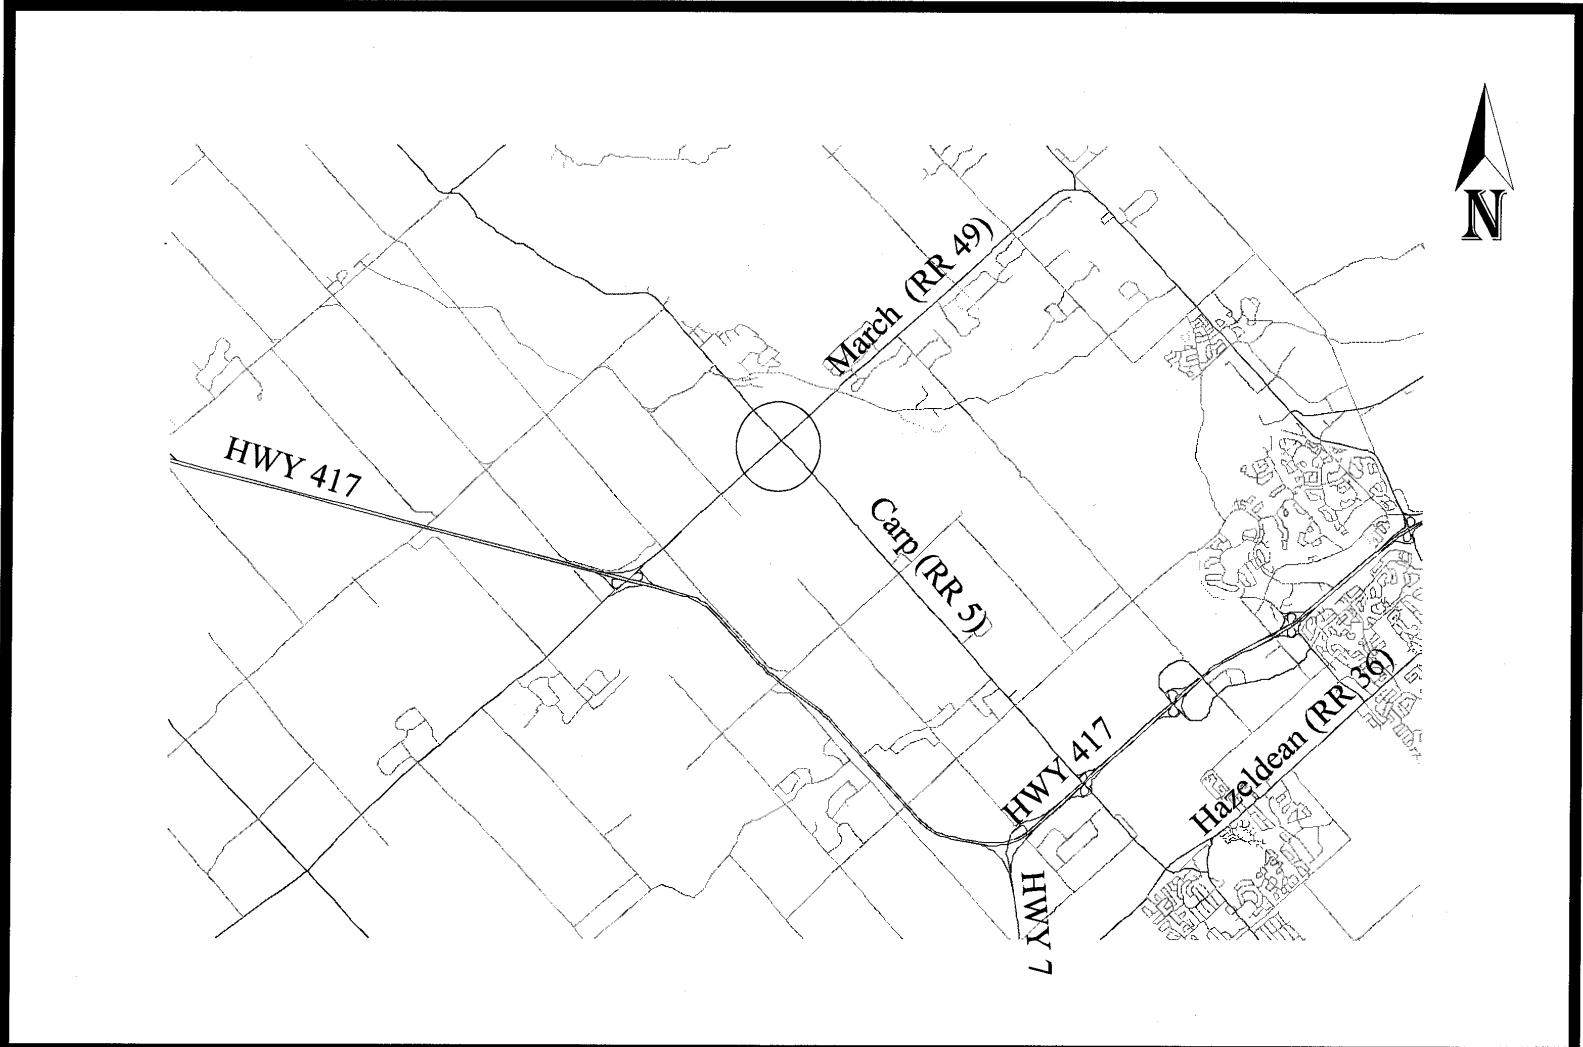 N
March (RR 49)
HWY 417
Carp (RR 5)
Hazeldean (RR 36)
HWY 417
HWY 7